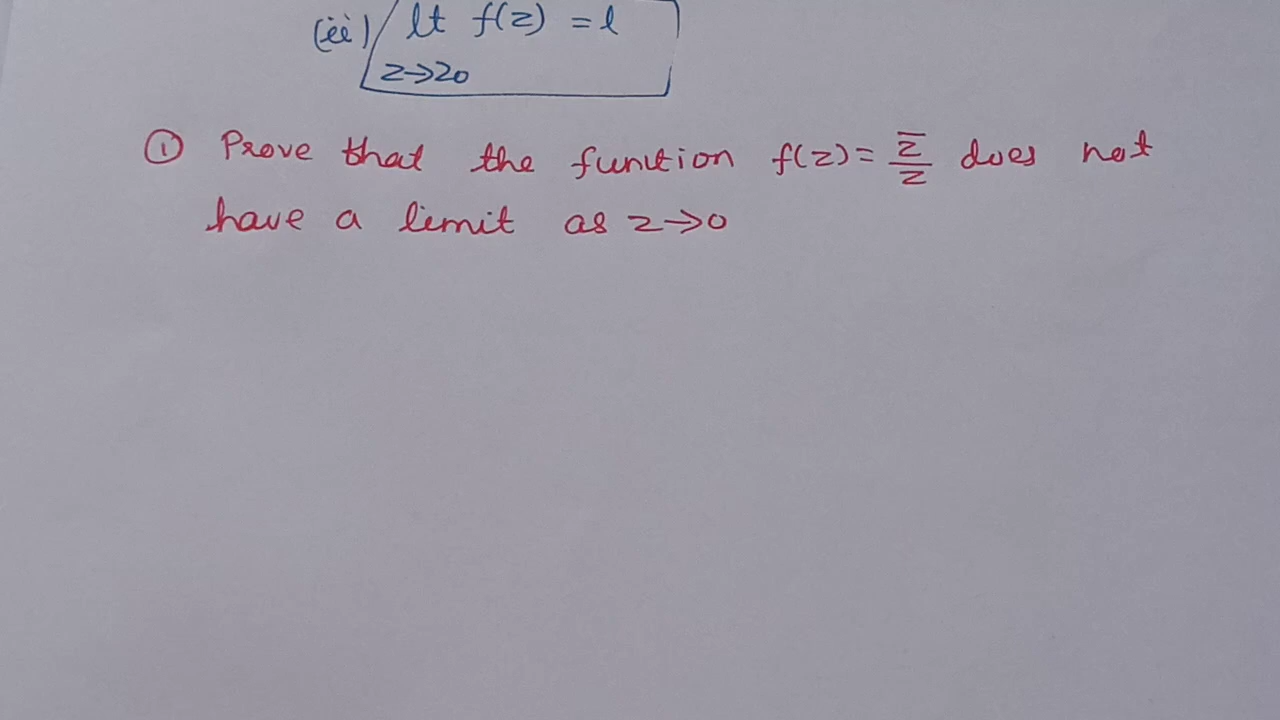 (ii) lt f(z) = l
z→z0
① Prove that the function f(z) = z̅/z does not
have a limit as z→0